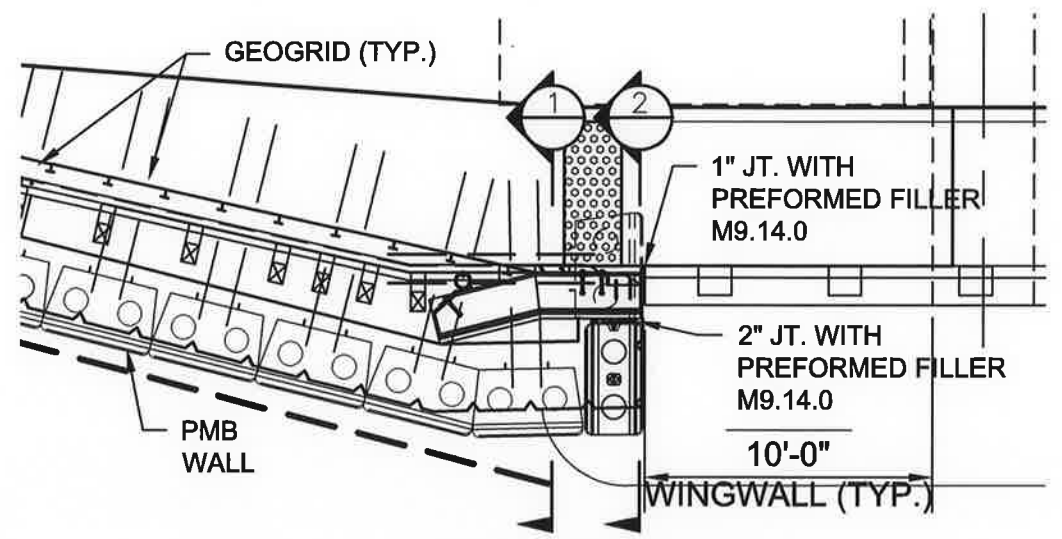 GEOGRID (TYP.)
1
2
1" JT. WITH
PREFORMED FILLER
M9.14.0
2" JT. WITH
PREFORMED FILLER
M9.14.0
PMB
WALL
10'-0"
WINGWALL (TYP.)